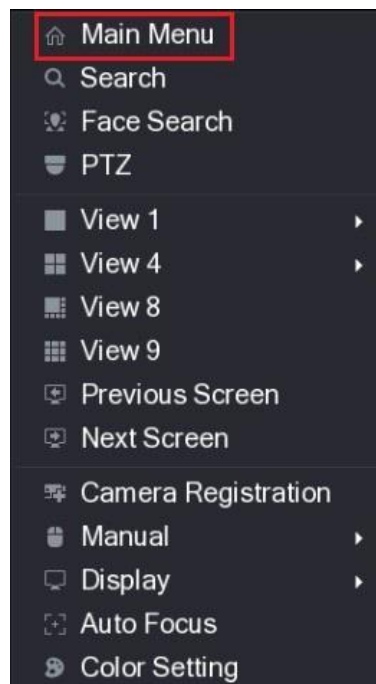 Main Menu
Search
Face Search
PTZ
View 1
View 4
View 8
View 9
Previous Screen
Next Screen
Camera Registration
Manual
Display
Auto Focus
Color Setting